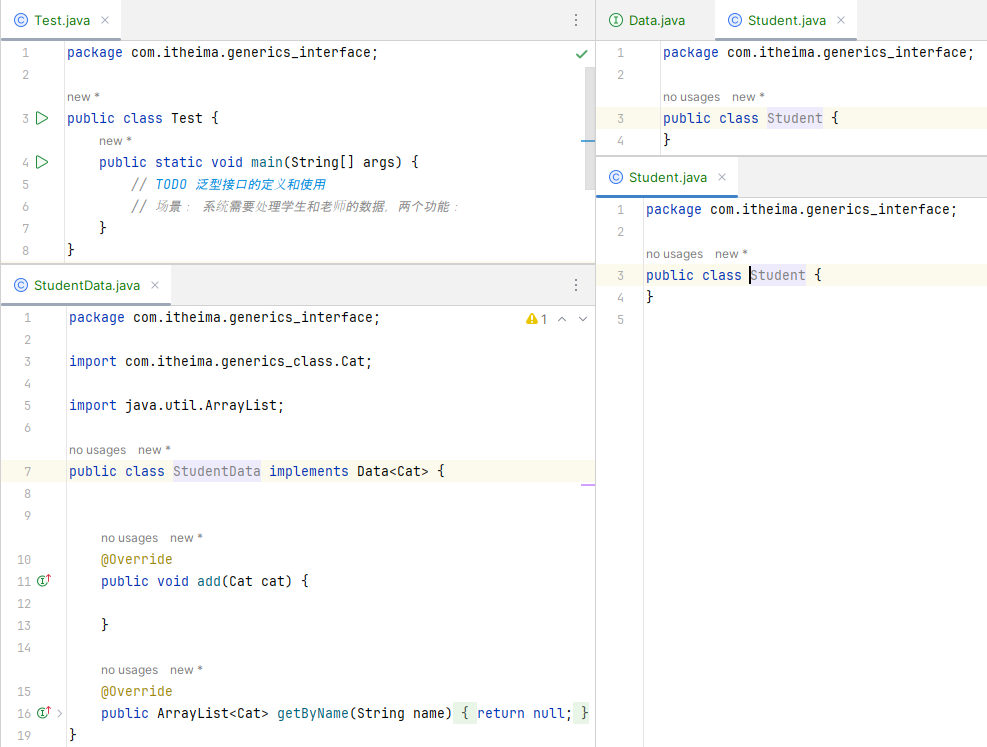 Test.java
1 package com.itheima.generics_interface;
2
new *
3 public class Test {
new *
4 public static void main(String[] args) {
5 // TODO 泛型接口的定义和使用
6 // 场景： 系统需要处理学生和老师的数据，两个功能：
7 }
8 }
StudentData.java
1 package com.itheima.generics_interface;
1
2
3 import com.itheima.generics_class.Cat;
4
5 import java.util.ArrayList;
6
no usages new *
7 public class StudentData implements Data<Cat> {
8
9
no usages new *
10 @Override
11 public void add(Cat cat) {
12
13 }
14
no usages new *
15 @Override
16 public ArrayList<Cat> getByName(String name) { return null; }
19 }
Data.java Student.java
1 package com.itheima.generics_interface;
2
no usages new *
3 public class Student {
4 }
Student.java
1 package com.itheima.generics_interface;
2
no usages new *
3 public class Student {
4 }
5